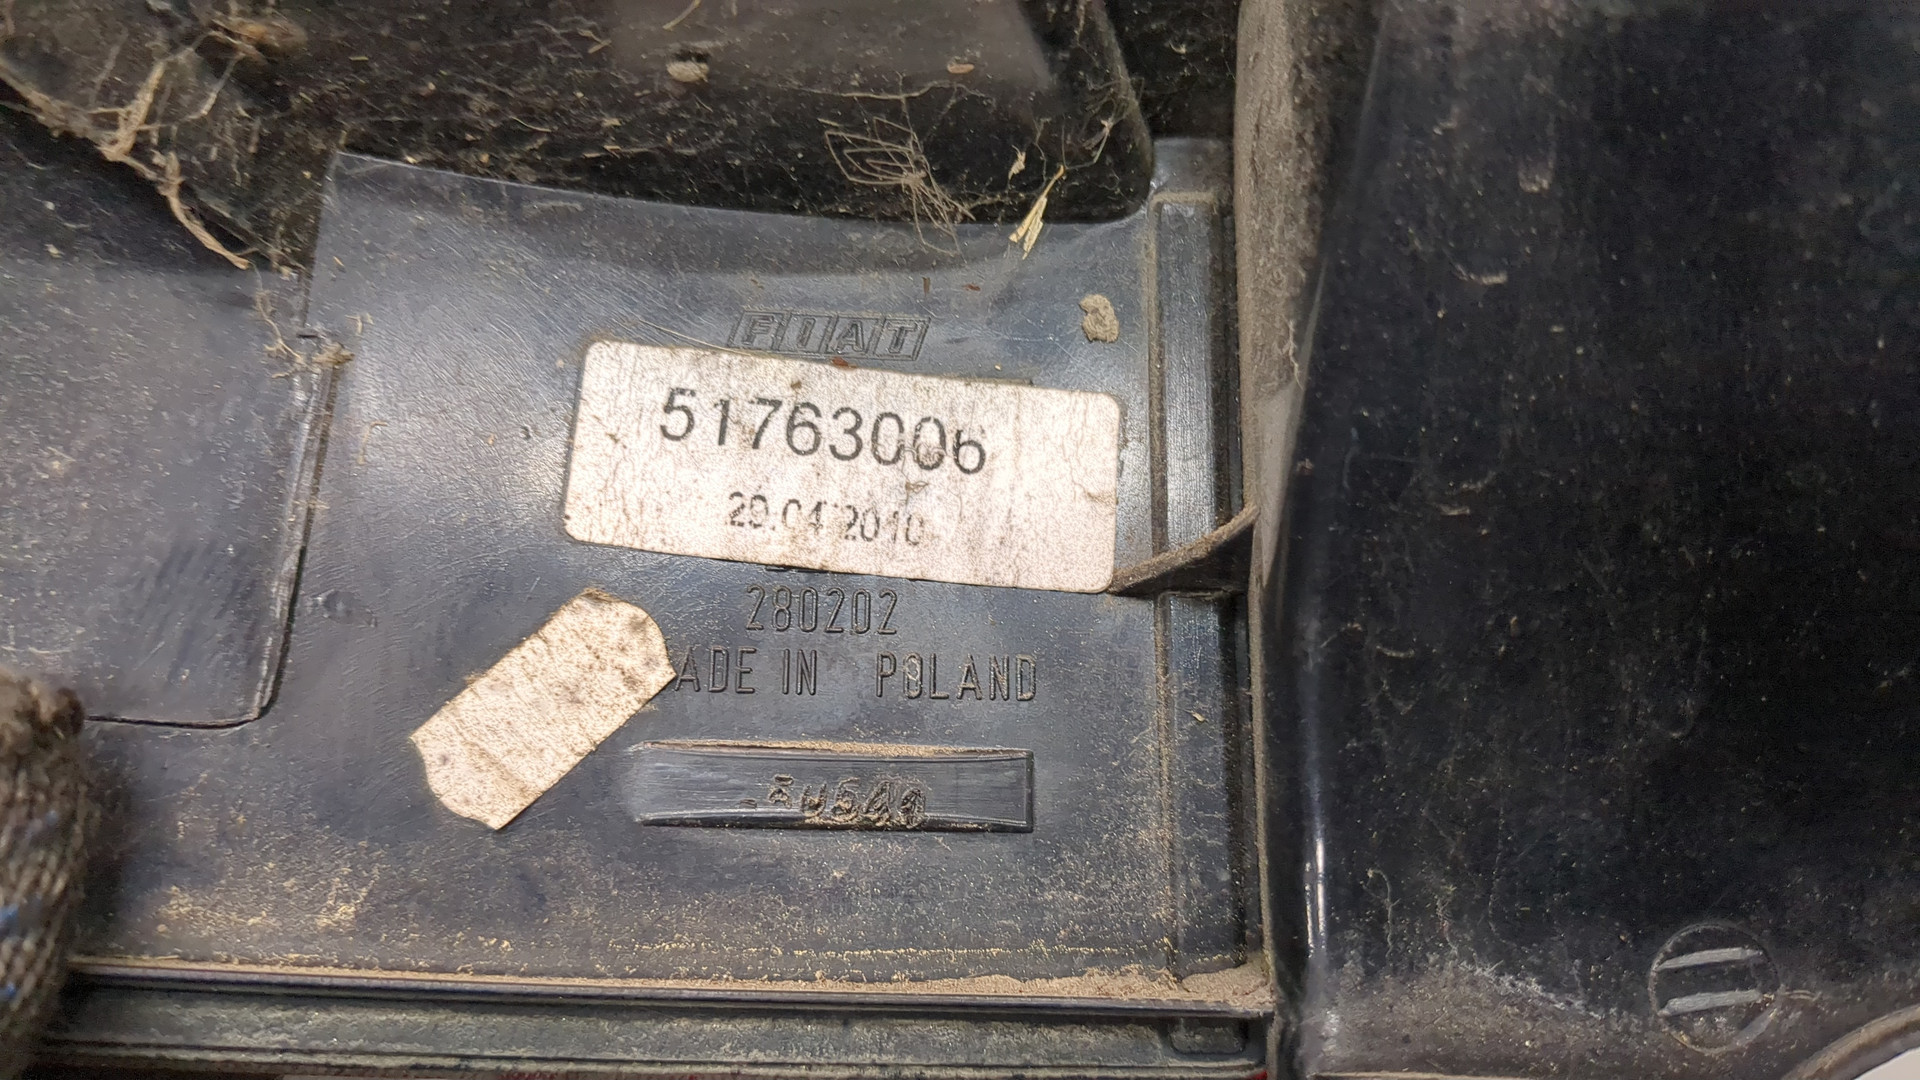 FIAT
51763006
29.04 2010
280202
ADE IN POLAND